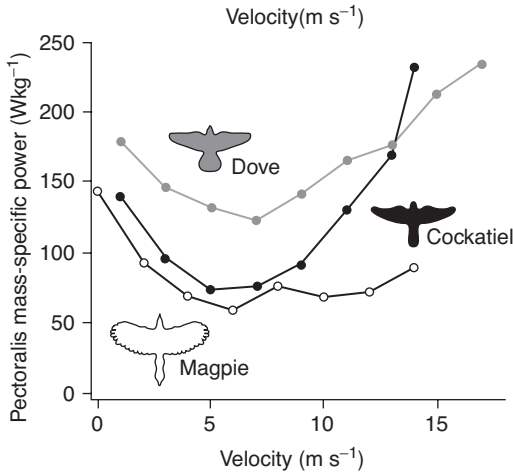 Velocity(m s⁻¹)
Pectoralis mass-specific power (Wkg⁻¹)
250
200
150
100
50
0
Dove
Cockatiel
Magpie
0 5 10 15
Velocity (m s⁻¹)